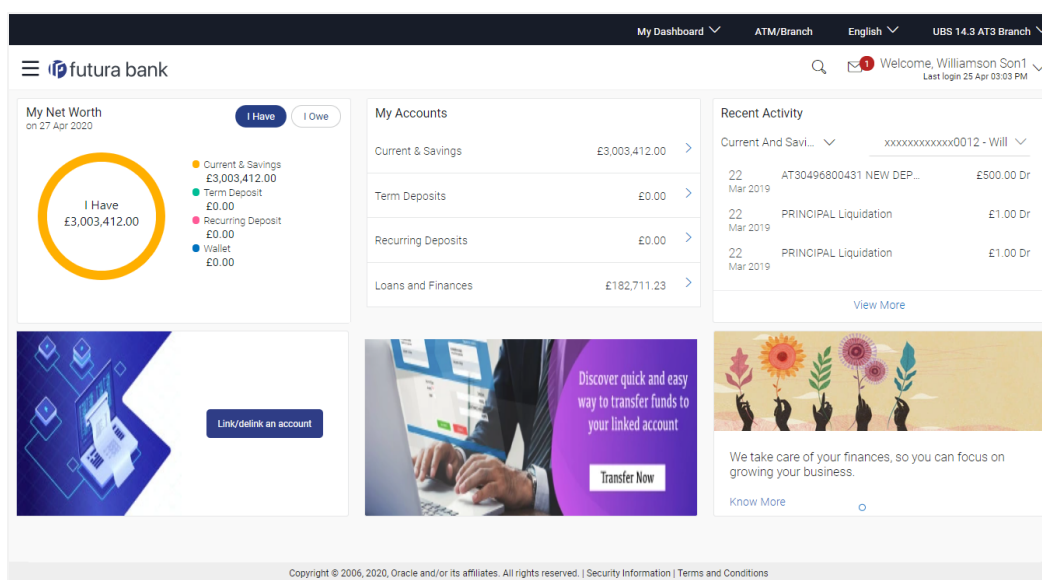 My Dashboard
ATM/Branch
English
UBS 14.3 AT3 Branch
futura bank
1
Welcome, Williamson Son1
Last login 25 Apr 03:03 PM
My Net Worth
on 27 Apr 2020
I Have
I Owe
I Have
£3,003,412.00
Current & Savings
£3,003,412.00
Term Deposit
£0.00
Recurring Deposit
£0.00
Wallet
£0.00
My Accounts
Current & Savings £3,003,412.00
Term Deposits £0.00
Recurring Deposits £0.00
Loans and Finances £182,711.23
Recent Activity
Current And Savi... xxxxxxxxxxxx0012 - Will
22 AT30496800431 NEW DEP... £500.00 Dr
Mar 2019
22 PRINCIPAL Liquidation £1.00 Dr
Mar 2019
22 PRINCIPAL Liquidation £1.00 Dr
Mar 2019
View More
Link/delink an account
Discover quick and easy
way to transfer funds to
your linked account
Transfer Now
We take care of your finances, so you can focus on
growing your business.
Know More
Copyright © 2006, 2020, Oracle and/or its affiliates. All rights reserved. | Security Information | Terms and Conditions